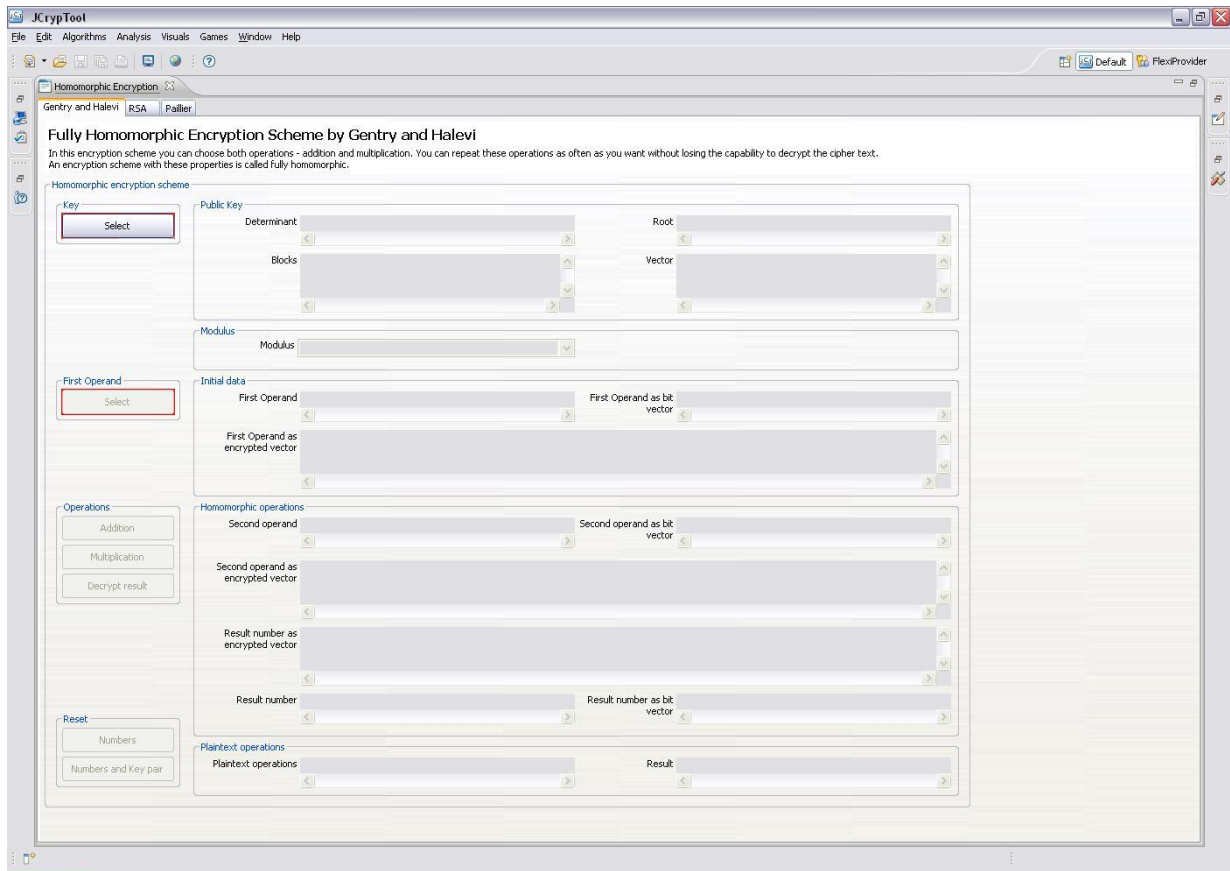 JCrypTool
File Edit Algorithms Analysis Visuals Games Window Help
Default FlexiProvider
Homomorphic Encryption
Gentry and Halevi RSA Paillier
Fully Homomorphic Encryption Scheme by Gentry and Halevi
In this encryption scheme you can choose both operations - addition and multiplication. You can repeat these operations as often as you want without losing the capability to decrypt the cipher text.
An encryption scheme with these properties is called fully homomorphic.
Homomorphic encryption scheme
Key
Select
Public Key
Determinant
Root
Blocks
Vector
Modulus
Modulus
First Operand
Select
Initial data
First Operand
First Operand as bit
vector
First Operand as
encrypted vector
Operations
Addition
Multiplication
Decrypt result
Homomorphic operations
Second operand
Second operand as bit
vector
Second operand as
encrypted vector
Result number as
encrypted vector
Result number
Result number as bit
vector
Reset
Numbers
Numbers and Key pair
Plaintext operations
Plaintext operations
Result